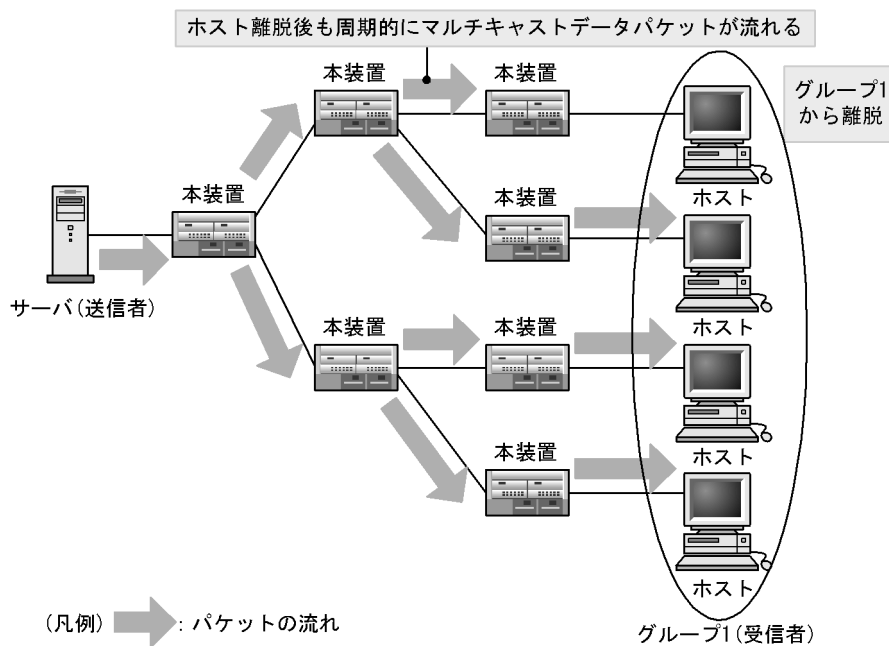 ホスト離脱後も周期的にマルチキャストデータパケットが流れる
本装置
本装置
グループ1
から離脱
ホスト
本装置
本装置
サーバ(送信者)
ホスト
本装置
本装置
ホスト
本装置
ホスト
(凡例)
: パケットの流れ
グループ1(受信者)